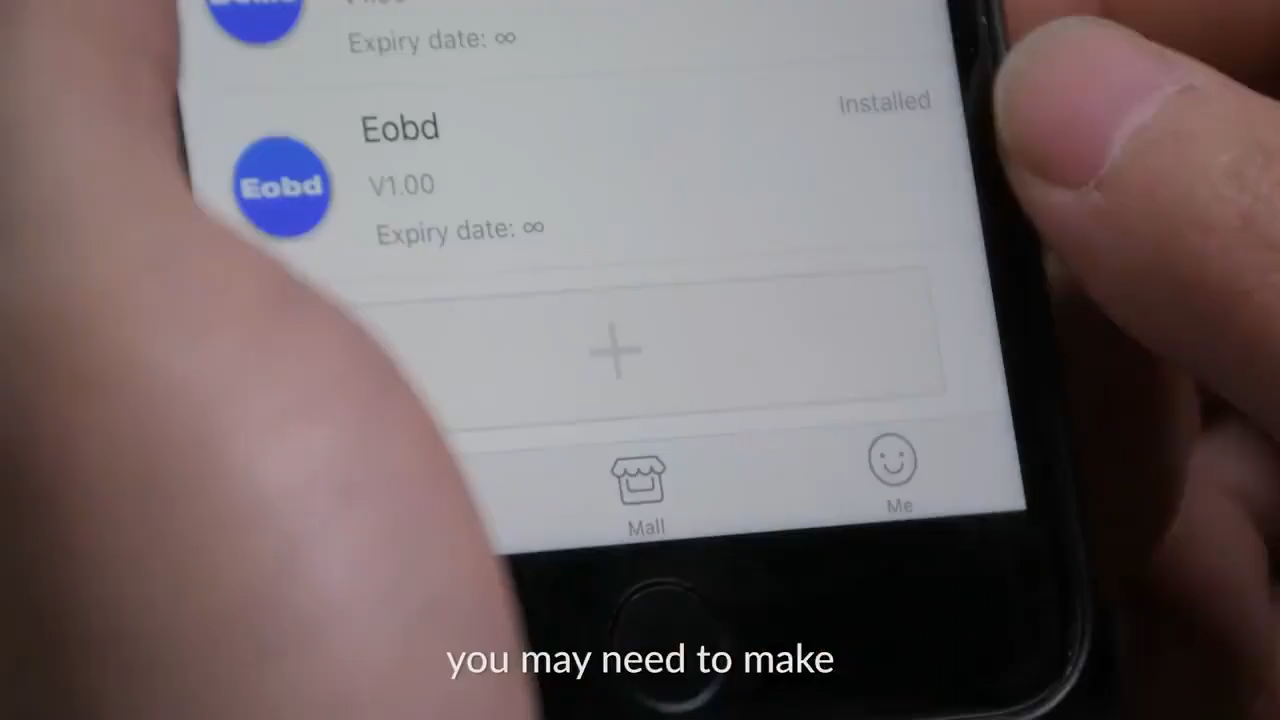 Expiry date: ∞
Eobd
Installed
Eobd
V1.00
Expiry date: ∞
Mall
Me
you may need to make